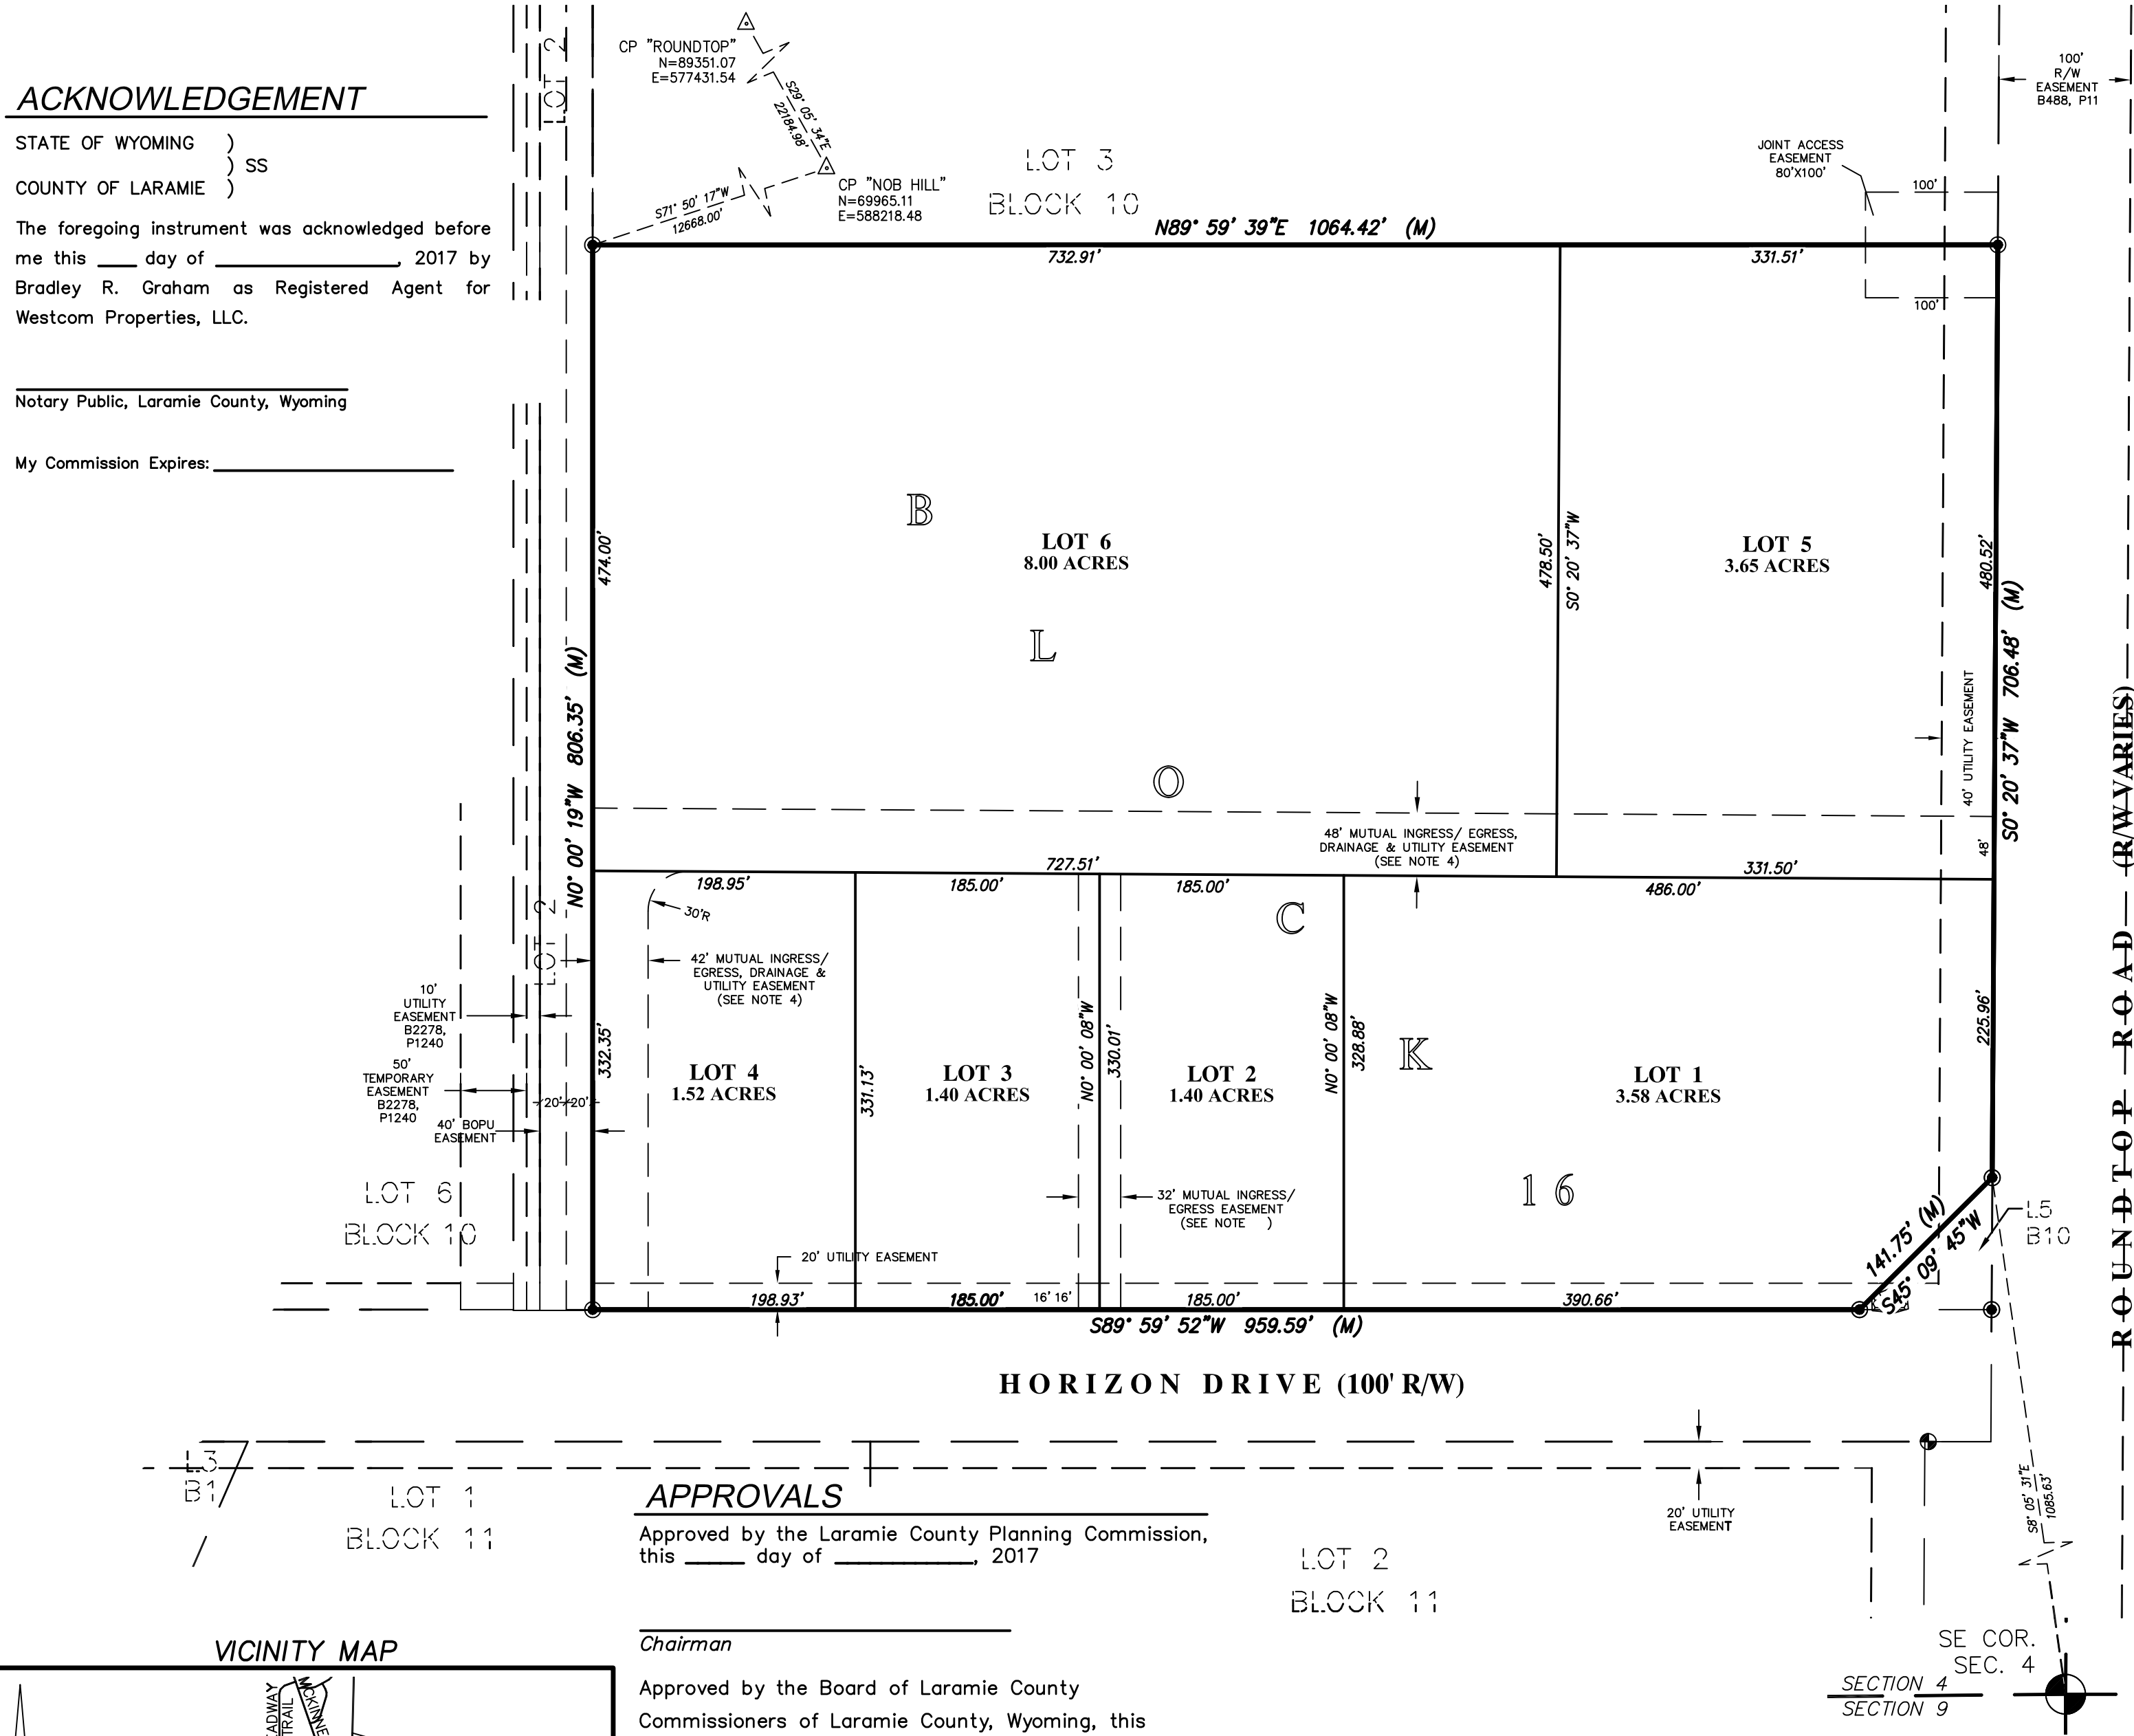 ACKNOWLEDGEMENT
STATE OF WYOMING )
) SS
COUNTY OF LARAMIE )
The foregoing instrument was acknowledged before
me this ____ day of ________________, 2017 by
Bradley R. Graham as Registered Agent for
Westcom Properties, LLC.
Notary Public, Laramie County, Wyoming
My Commission Expires: ____________________
LOT 2
CP "ROUNDTOP"
N=89351.07
E=577431.54
S29° 05' 34"E
22184.98'
S71° 50' 17"W
12668.00'
CP "NOB HILL"
N=69965.11
E=588218.48
LOT 3
BLOCK 10
JOINT ACCESS
EASEMENT
80'X100'
100'
100'
100'
R/W
EASEMENT
B488, P11
N89° 59' 39"E 1064.42' (M)
732.91'
331.51'
474.00'
N0° 00' 19"W 806.35' (M)
B
L
O
C
K
16
LOT 6
8.00 ACRES
478.50'
S0° 20' 37"W
LOT 5
3.65 ACRES
480.52'
S0° 20' 37"W 706.48' (M)
40' UTILITY EASEMENT
48'
ROUNDTOP ROAD (R/W VARIES)
48' MUTUAL INGRESS/ EGRESS,
DRAINAGE & UTILITY EASEMENT
(SEE NOTE 4)
727.51'
331.50'
198.95'
185.00'
185.00'
486.00'
30'R
LOT 2
42' MUTUAL INGRESS/
EGRESS, DRAINAGE &
UTILITY EASEMENT
(SEE NOTE 4)
10'
UTILITY
EASEMENT
B2278,
P1240
50'
TEMPORARY
EASEMENT
B2278,
P1240
20' 20'
40' BOPU
EASEMENT
332.35'
LOT 4
1.52 ACRES
331.13'
LOT 3
1.40 ACRES
N0° 00' 08"W
330.01'
LOT 2
1.40 ACRES
N0° 00' 08"W
328.88'
LOT 1
3.58 ACRES
225.96'
LOT 6
BLOCK 10
32' MUTUAL INGRESS/
EGRESS EASEMENT
(SEE NOTE )
20' UTILITY EASEMENT
141.75' (M)
S45° 09' 45"W
L5
B10
198.93'
185.00'
16' 16'
185.00'
390.66'
S89° 59' 52"W 959.59' (M)
HORIZON DRIVE (100' R/W)
L3
B1
LOT 1
BLOCK 11
20' UTILITY
EASEMENT
S8° 05' 31"E
1085.63'
LOT 2
BLOCK 11
APPROVALS
Approved by the Laramie County Planning Commission,
this _____ day of ____________, 2017
Chairman
Approved by the Board of Laramie County
Commissioners of Laramie County, Wyoming, this
SE COR.
SEC. 4
SECTION 4
SECTION 9
VICINITY MAP
TRAIL